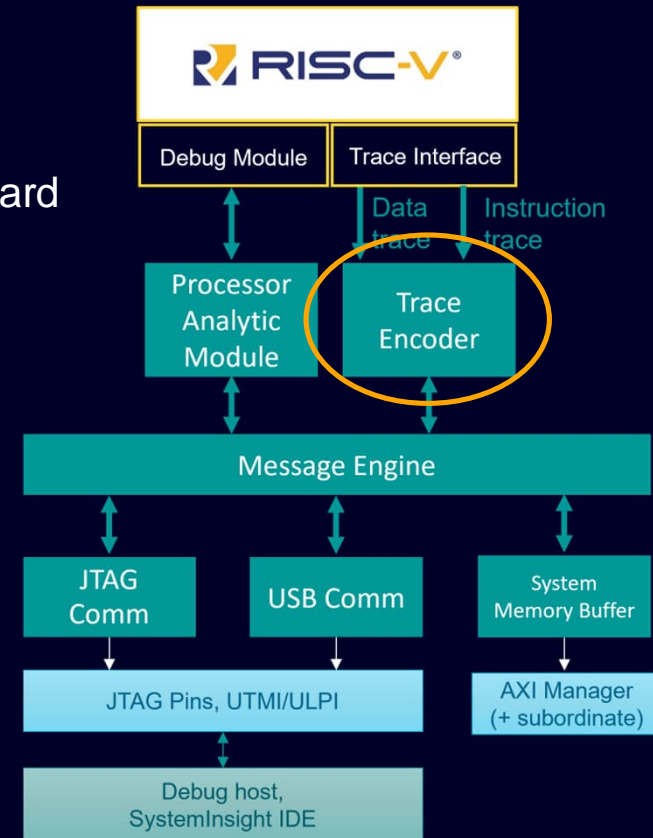 RISC-V®
Debug Module
Trace Interface
ard
Data
trace
Instruction
trace
Processor
Analytic
Module
Trace
Encoder
Message Engine
JTAG
Comm
USB Comm
System
Memory Buffer
JTAG Pins, UTMI/ULPI
AXI Manager
(+ subordinate)
Debug host,
SystemInsight IDE